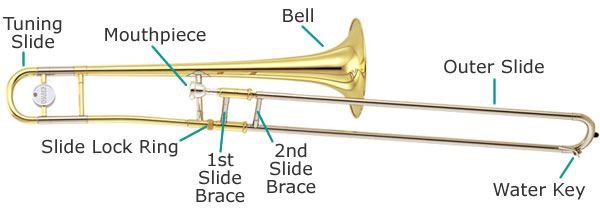 Tuning
Slide
Mouthpiece
Bell
Outer Slide
Slide Lock Ring
1st
Slide
Brace
2nd
Slide
Brace
Water Key